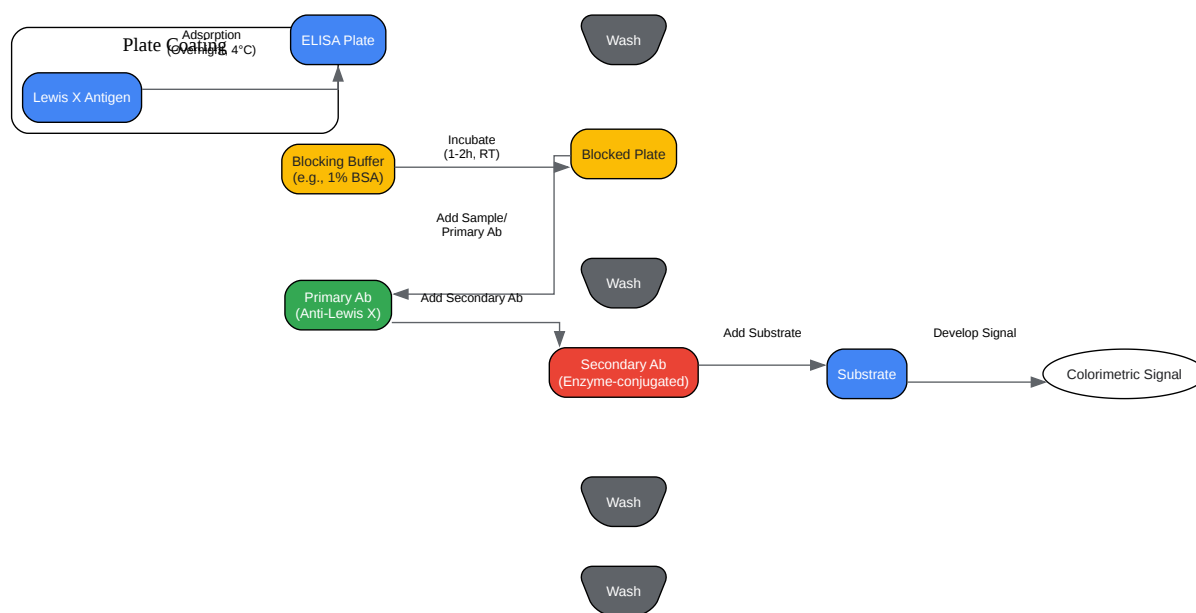 Plate Coating
Adsorption
(Overnight, 4°C)
ELISA Plate
Wash
Lewis X Antigen
Blocking Buffer
(e.g., 1% BSA)
Incubate
(1-2h, RT)
Blocked Plate
Add Sample/
Primary Ab
Wash
Primary Ab
(Anti-Lewis X)
Add Secondary Ab
Secondary Ab
(Enzyme-conjugated)
Add Substrate
Substrate
Develop Signal
Colorimetric Signal
Wash
Wash